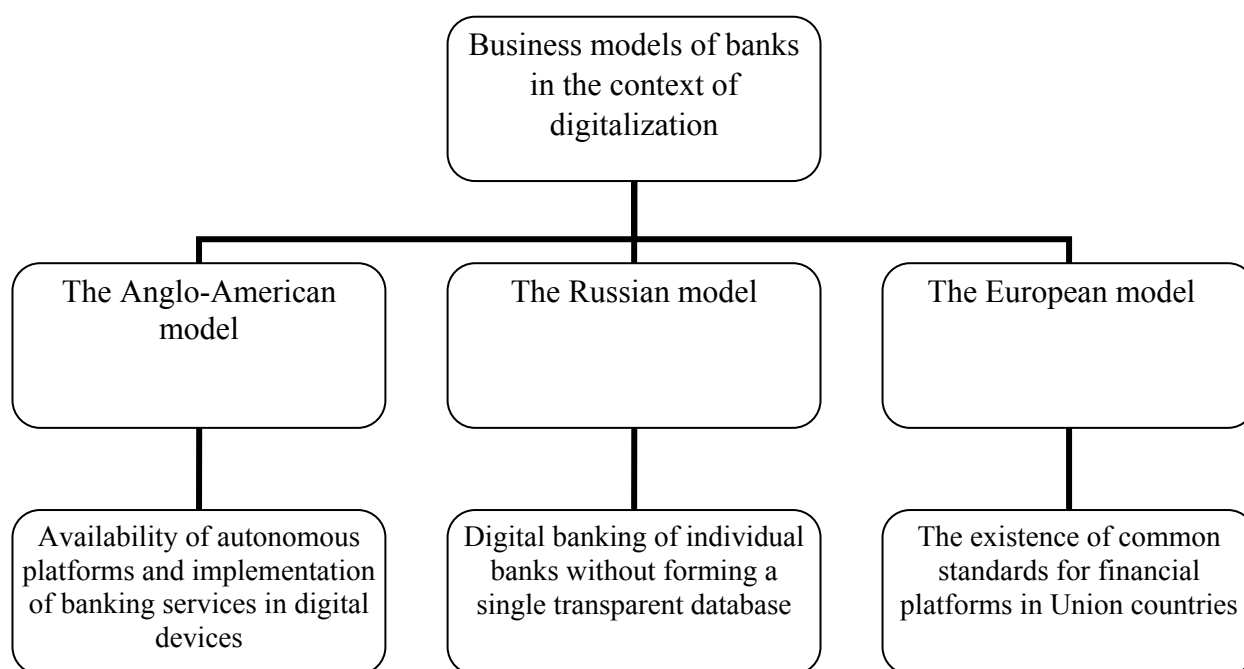 Business models of banks
in the context of
digitalization
The Anglo-American
model
The Russian model
The European model
Availability of autonomous
platforms and implementation
of banking services in digital
devices
Digital banking of individual
banks without forming a
single transparent database
The existence of common
standards for financial
platforms in Union countries